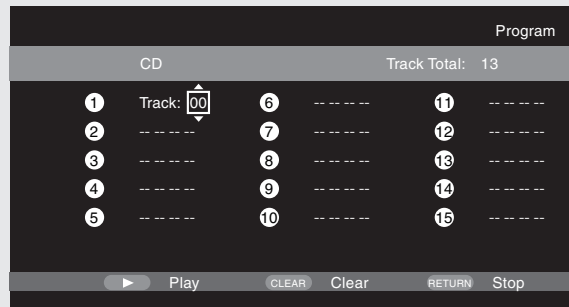 Program
CD Track Total: 13
1 Track: 00 6 -- -- -- -- 11 -- -- -- --
2 -- -- -- -- 7 -- -- -- -- 12 -- -- -- --
3 -- -- -- -- 8 -- -- -- -- 13 -- -- -- --
4 -- -- -- -- 9 -- -- -- -- 14 -- -- -- --
5 -- -- -- -- 10 -- -- -- -- 15 -- -- -- --
Play CLEAR Clear RETURN Stop